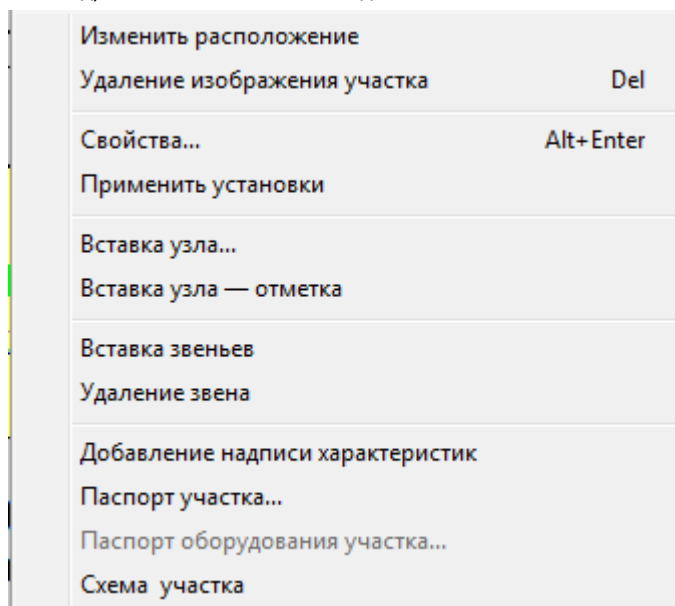 Изменить расположение
Удаление изображения участка Del
Свойства... Alt+Enter
Применить установки
Вставка узла...
Вставка узла — отметка
Вставка звеньев
Удаление звена
Добавление надписи характеристик
Паспорт участка...
Паспорт оборудования участка...
Схема участка